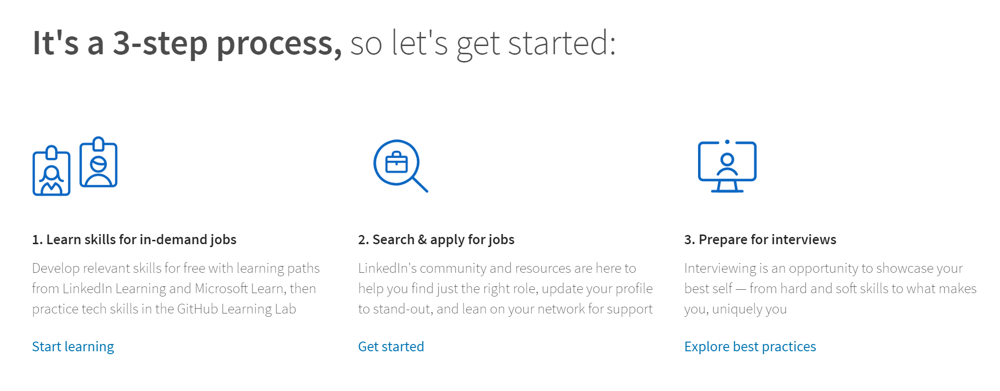 It's a 3-step process, so let's get started:
1. Learn skills for in-demand jobs
Develop relevant skills for free with learning paths
from LinkedIn Learning and Microsoft Learn, then
practice tech skills in the GitHub Learning Lab
Start learning
2. Search & apply for jobs
LinkedIn's community and resources are here to
help you find just the right role, update your profile
to stand-out, and lean on your network for support
Get started
3. Prepare for interviews
Interviewing is an opportunity to showcase your
best self — from hard and soft skills to what makes
you, uniquely you
Explore best practices